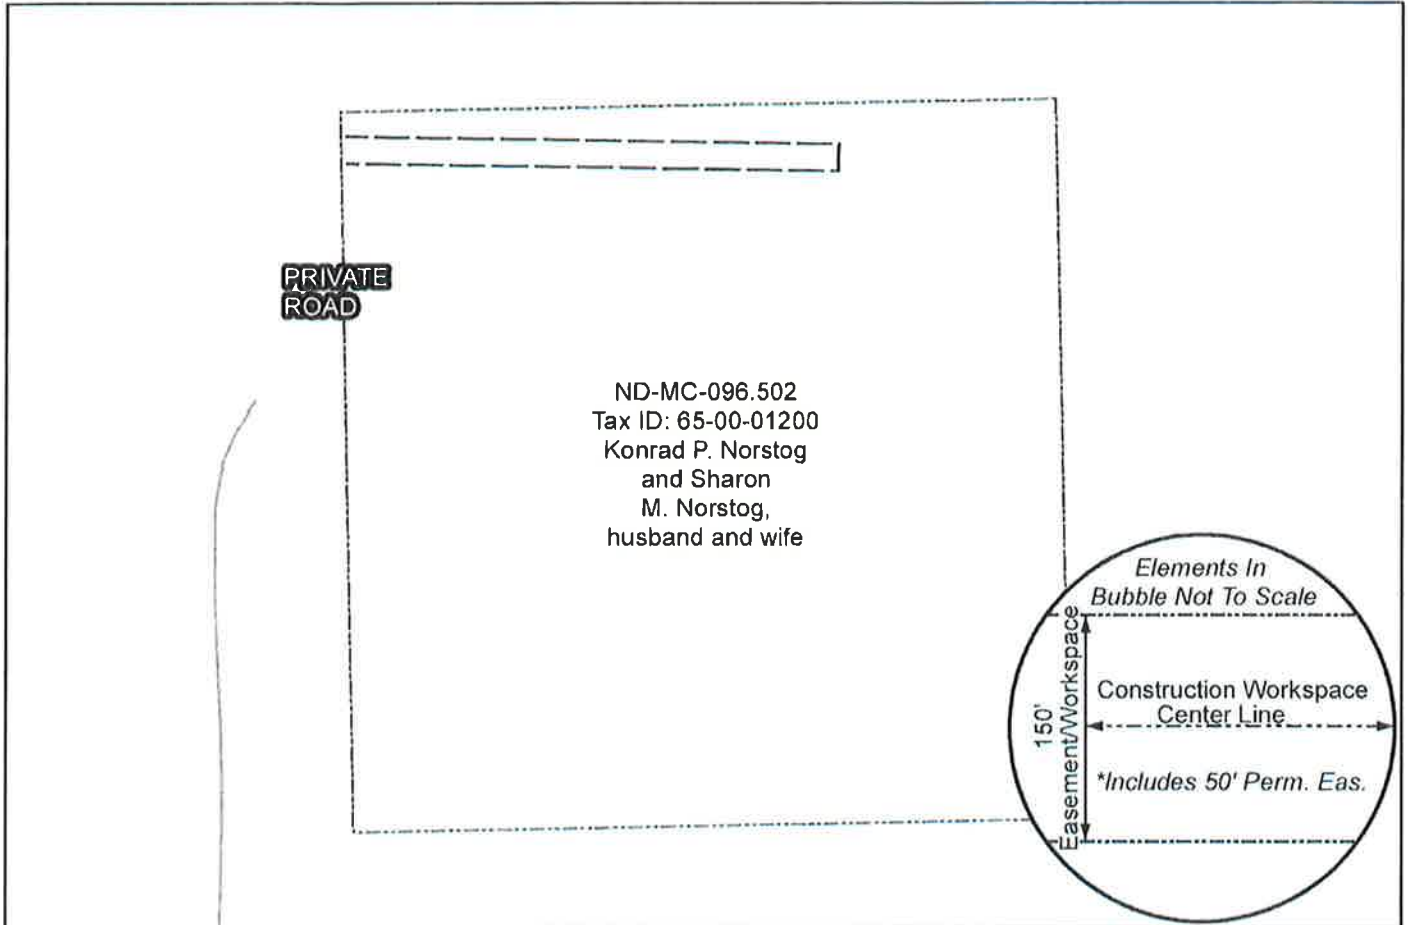 PRIVATE
ROAD
ND-MC-096.502
Tax ID: 65-00-01200
Konrad P. Norstog
and Sharon
M. Norstog,
husband and wife
Elements In
Bubble Not To Scale
150'
Easement/Workspace
Construction Workspace
Center Line
*Includes 50' Perm. Eas.